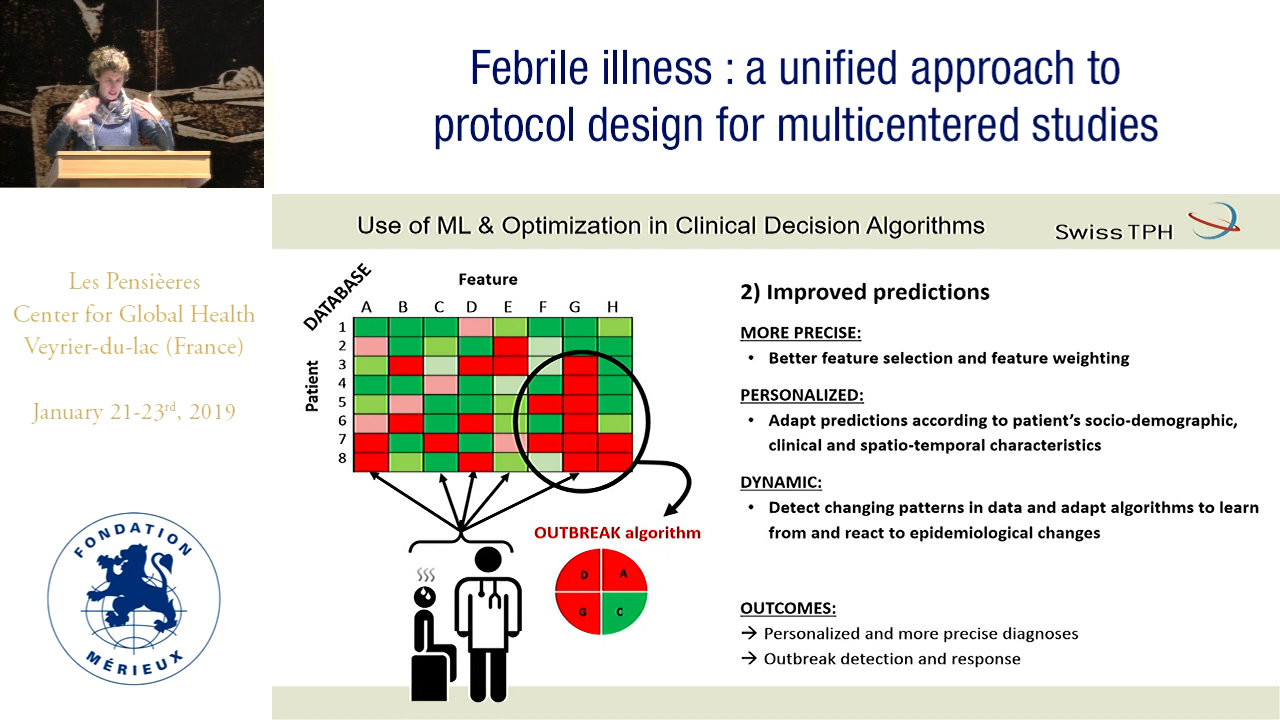 Febrile illness : a unified approach to
protocol design for multicentered studies
Use of ML & Optimization in Clinical Decision Algorithms
Swiss TPH
Les Pensièeres
Center for Global Health
Veyrier-du-lac (France)
January 21-23rd, 2019
FONDATION
MÉRIEUX
DATABASE
Feature
A B C D E F G H
Patient
1
2
3
4
5
6
7
8
OUTBREAK algorithm
D A
G C
2) Improved predictions
MORE PRECISE:
• Better feature selection and feature weighting
PERSONALIZED:
• Adapt predictions according to patient's socio-demographic,
clinical and spatio-temporal characteristics
DYNAMIC:
• Detect changing patterns in data and adapt algorithms to learn
from and react to epidemiological changes
OUTCOMES:
→ Personalized and more precise diagnoses
→ Outbreak detection and response